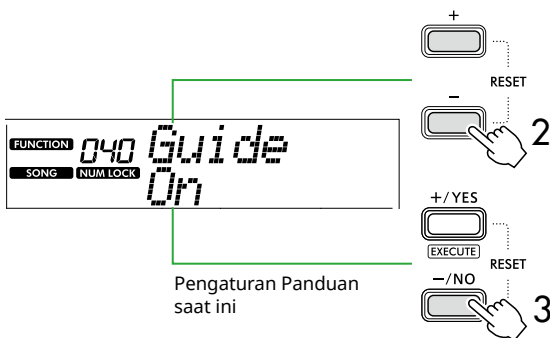 +
RESET
−
2
FUNCTION 040 Guide
SONG NUM LOCK On
+/YES
EXECUTE
RESET
−/NO
3
Pengaturan Panduan
saat ini